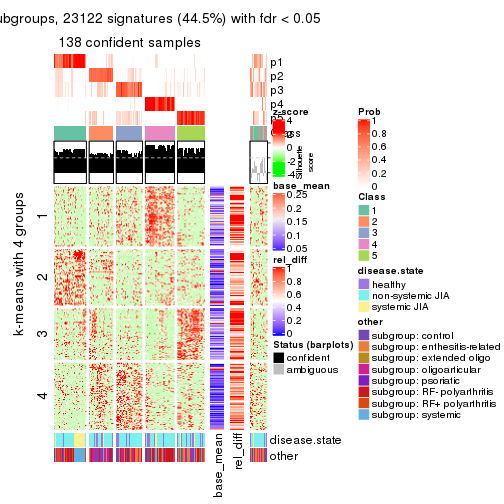 ubgroups, 23122 signatures (44.5%) with fdr < 0.05
138 confident samples
p1
p2
p3
p4
k-means with 4 groups
1
2
3
4
base_mean
rel_diff
disease.state
other
z-score
4
2
0
-2
-4
Silhouette
score
base_mean
0.25
0.2
0.15
0.1
0.05
rel_diff
1
0.8
0.6
0.4
0.2
0
Status (barplots)
confident
ambiguous
Prob
1
0.8
0.6
0.4
0.2
0
Class
1
2
3
4
5
disease.state
healthy
non-systemic JIA
systemic JIA
other
subgroup: control
subgroup: enthesitis-related
subgroup: extended oligo
subgroup: oligoarticular
subgroup: psoriatic
subgroup: RF- polyarthritis
subgroup: RF+ polyarthritis
subgroup: systemic